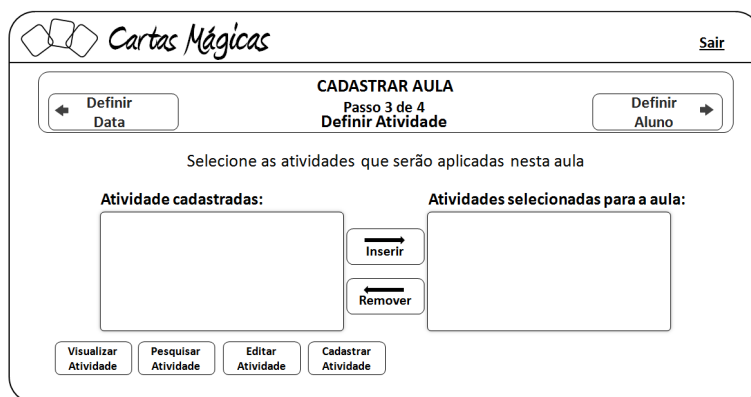 Cartas Mágicas
Sair
CADASTRAR AULA
Definir
Data
Passo 3 de 4
Definir Atividade
Definir
Aluno
Selecione as atividades que serão aplicadas nesta aula
Atividade cadastradas:
Atividades selecionadas para a aula:
Inserir
Remover
Visualizar
Atividade
Pesquisar
Atividade
Editar
Atividade
Cadastrar
Atividade